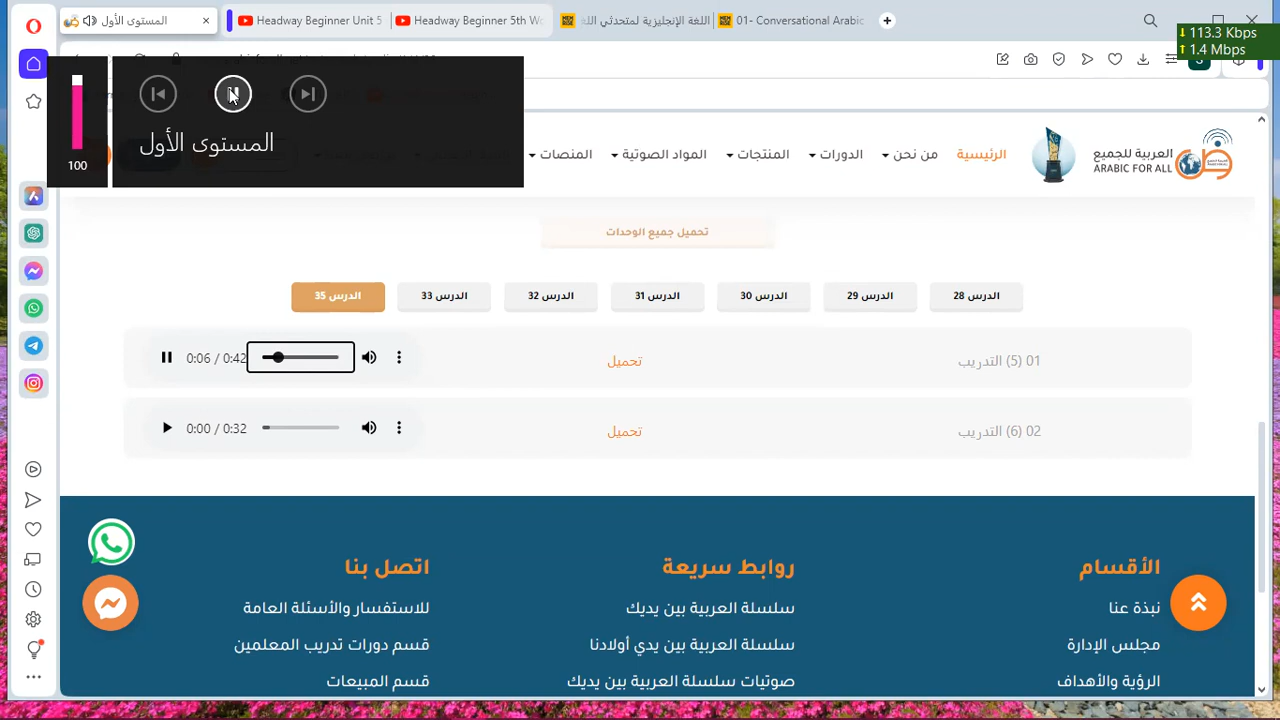 المستوى الأول
Headway Beginner Unit 5
Headway Beginner 5th Wo
اللغة الإنجليزية لمتحدثي الله
01- Conversational Arabic
113.3 Kbps
1.4 Mbps
المستوى الأول
100
الرئيسية
من نحن
الدورات
المنتجات
المواد الصوتية
المنصات
العربية للجميع
ARABIC FOR ALL
تحميل جميع الوحدات
الدرس 28
الدرس 29
الدرس 30
الدرس 31
الدرس 32
الدرس 33
الدرس 35
01 (5) التدريب
تحميل
0:06 / 0:42
02 (6) التدريب
تحميل
0:00 / 0:32
الأقسام
روابط سريعة
اتصل بنا
نبذة عنا
سلسلة العربية بين يديك
للاستفسار والأسئلة العامة
مجلس الإدارة
سلسلة العربية بين يدي أولادنا
قسم دورات تدريب المعلمين
الرؤية والأهداف
صوتيات سلسلة العربية بين يديك
قسم المبيعات